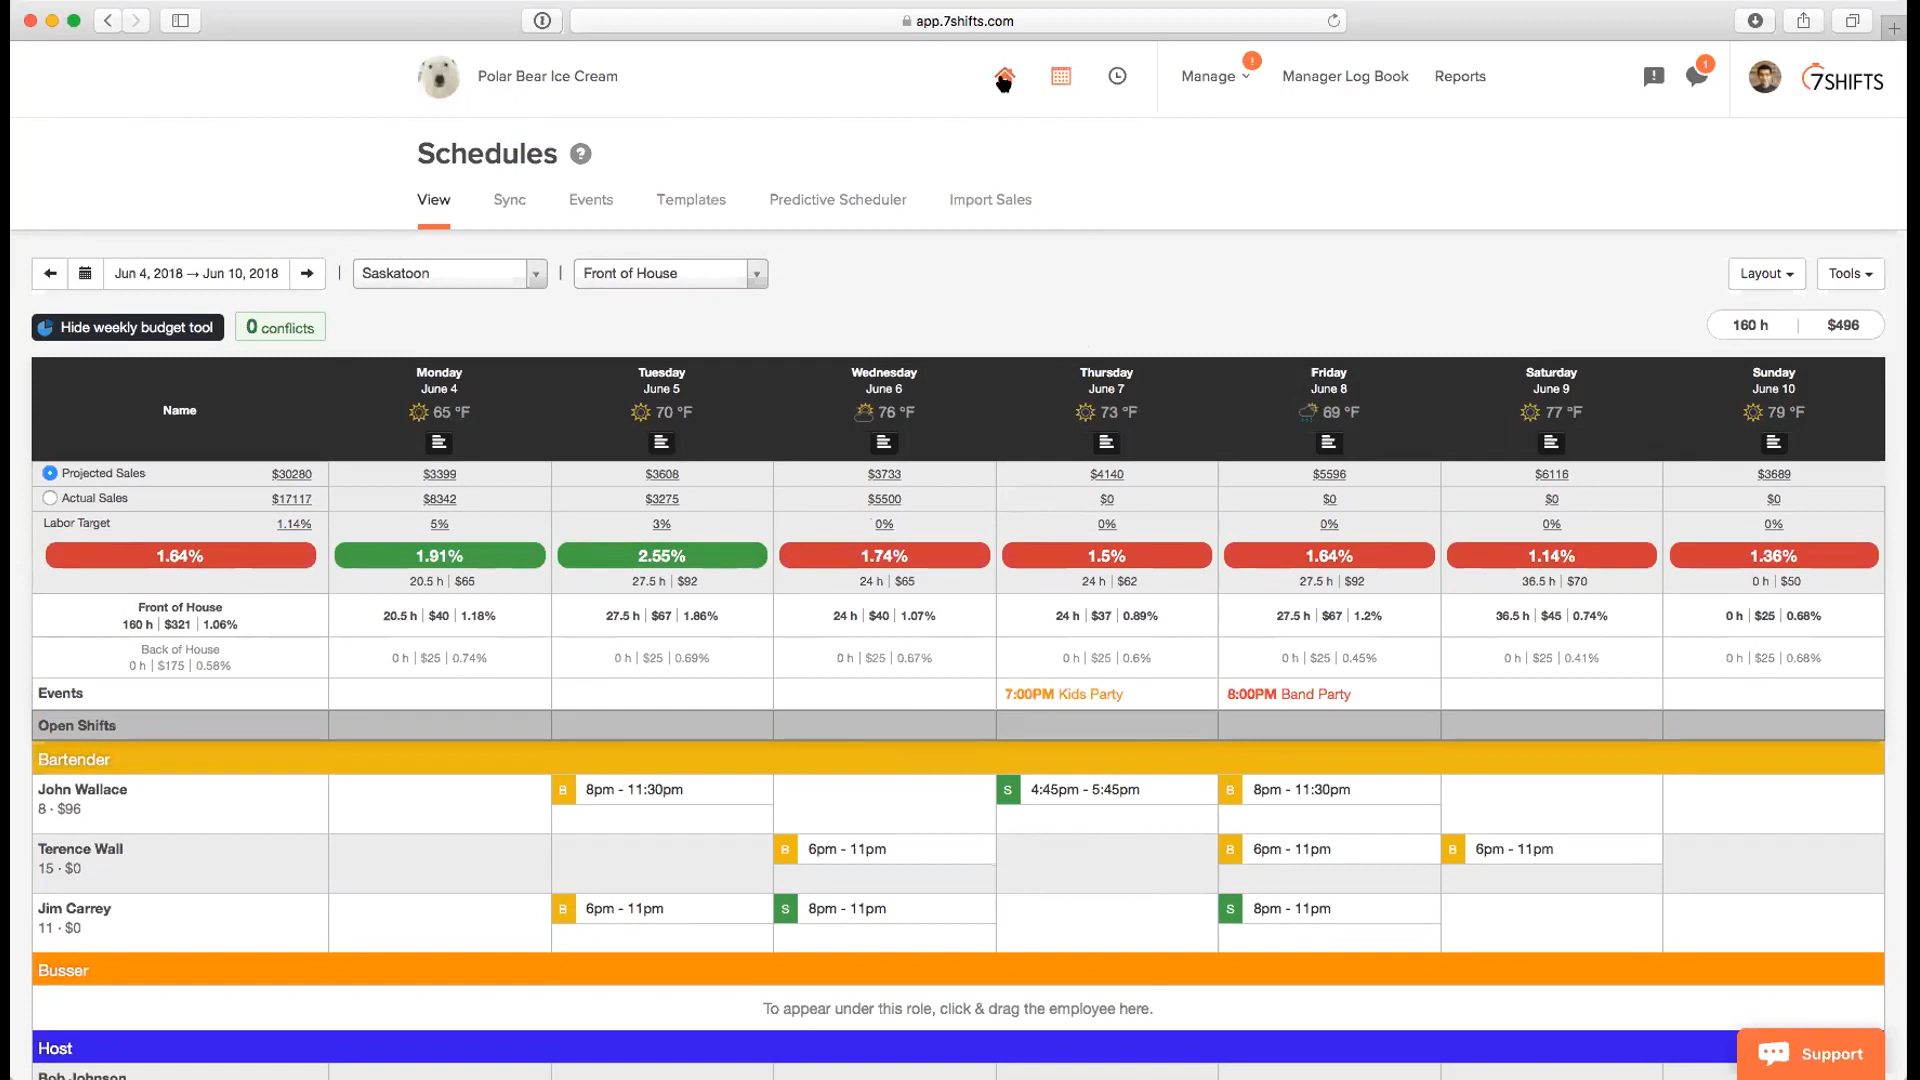 app.7shifts.com
Polar Bear Ice Cream
Manage
!
Manager Log Book
Reports
1
7SHIFTS
Schedules ?
View
Sync
Events
Templates
Predictive Scheduler
Import Sales
Jun 4, 2018 → Jun 10, 2018
Saskatoon
Front of House
Layout
Tools
Hide weekly budget tool
0 conflicts
160 h | $496
Name
Monday
June 4
65 °F
Tuesday
June 5
70 °F
Wednesday
June 6
76 °F
Thursday
June 7
73 °F
Friday
June 8
69 °F
Saturday
June 9
77 °F
Sunday
June 10
79 °F
Projected Sales $30280 $3399 $3608 $3733 $4140 $5596 $6116 $3689
Actual Sales $17117 $8342 $3275 $5500 $0 $0 $0 $0
Labor Target 1.14% 5% 3% 0% 0% 0% 0% 0%
1.64% 1.91% 2.55% 1.74% 1.5% 1.64% 1.14% 1.36%
20.5 h | $65 27.5 h | $92 24 h | $65 24 h | $62 27.5 h | $92 36.5 h | $70 0 h | $50
Front of House
160 h | $321 | 1.06%
20.5 h | $40 | 1.18% 27.5 h | $67 | 1.86% 24 h | $40 | 1.07% 24 h | $37 | 0.89% 27.5 h | $67 | 1.2% 36.5 h | $45 | 0.74% 0 h | $25 | 0.68%
Back of House
0 h | $175 | 0.58%
0 h | $25 | 0.74% 0 h | $25 | 0.69% 0 h | $25 | 0.67% 0 h | $25 | 0.6% 0 h | $25 | 0.45% 0 h | $25 | 0.41% 0 h | $25 | 0.68%
Events 7:00PM Kids Party 8:00PM Band Party
Open Shifts
Bartender
John Wallace
8 · $96
B 8pm - 11:30pm S 4:45pm - 5:45pm B 8pm - 11:30pm
Terence Wall
15 · $0
B 6pm - 11pm B 6pm - 11pm B 6pm - 11pm
Jim Carrey
11 · $0
B 6pm - 11pm S 8pm - 11pm S 8pm - 11pm
Busser
To appear under this role, click & drag the employee here.
Host
Bob Johnson
Support